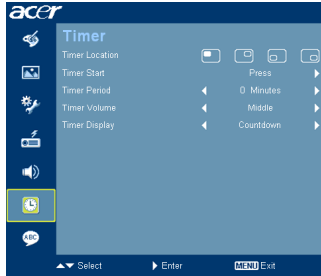 acer
Timer
Timer Location
Timer Start Press
Timer Period 0 Minutes
Timer Volume Middle
Timer Display Countdown
ABC
Select Enter MENU Exit